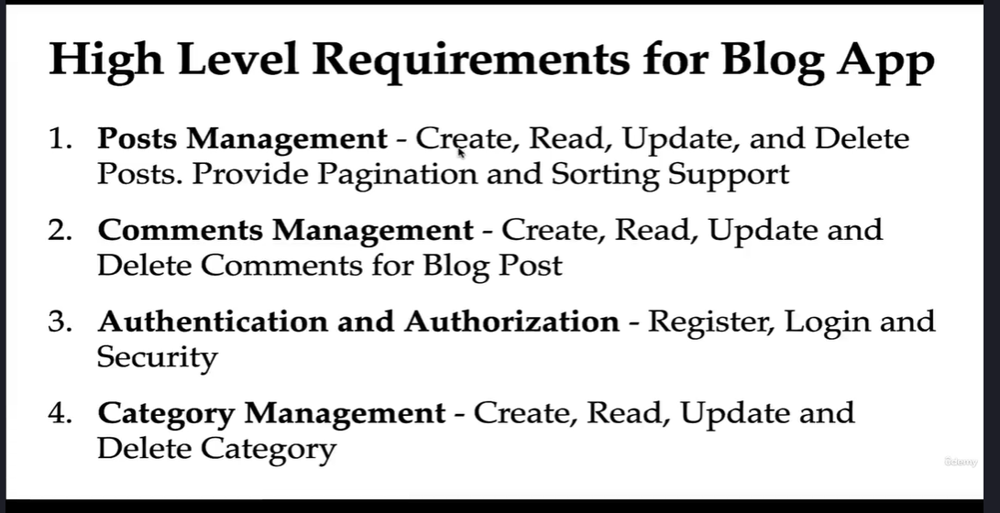 High Level Requirements for Blog App
1. Posts Management - Create, Read, Update, and Delete
Posts. Provide Pagination and Sorting Support
2. Comments Management - Create, Read, Update and
Delete Comments for Blog Post
3. Authentication and Authorization - Register, Login and
Security
4. Category Management - Create, Read, Update and
Delete Category
Udemy